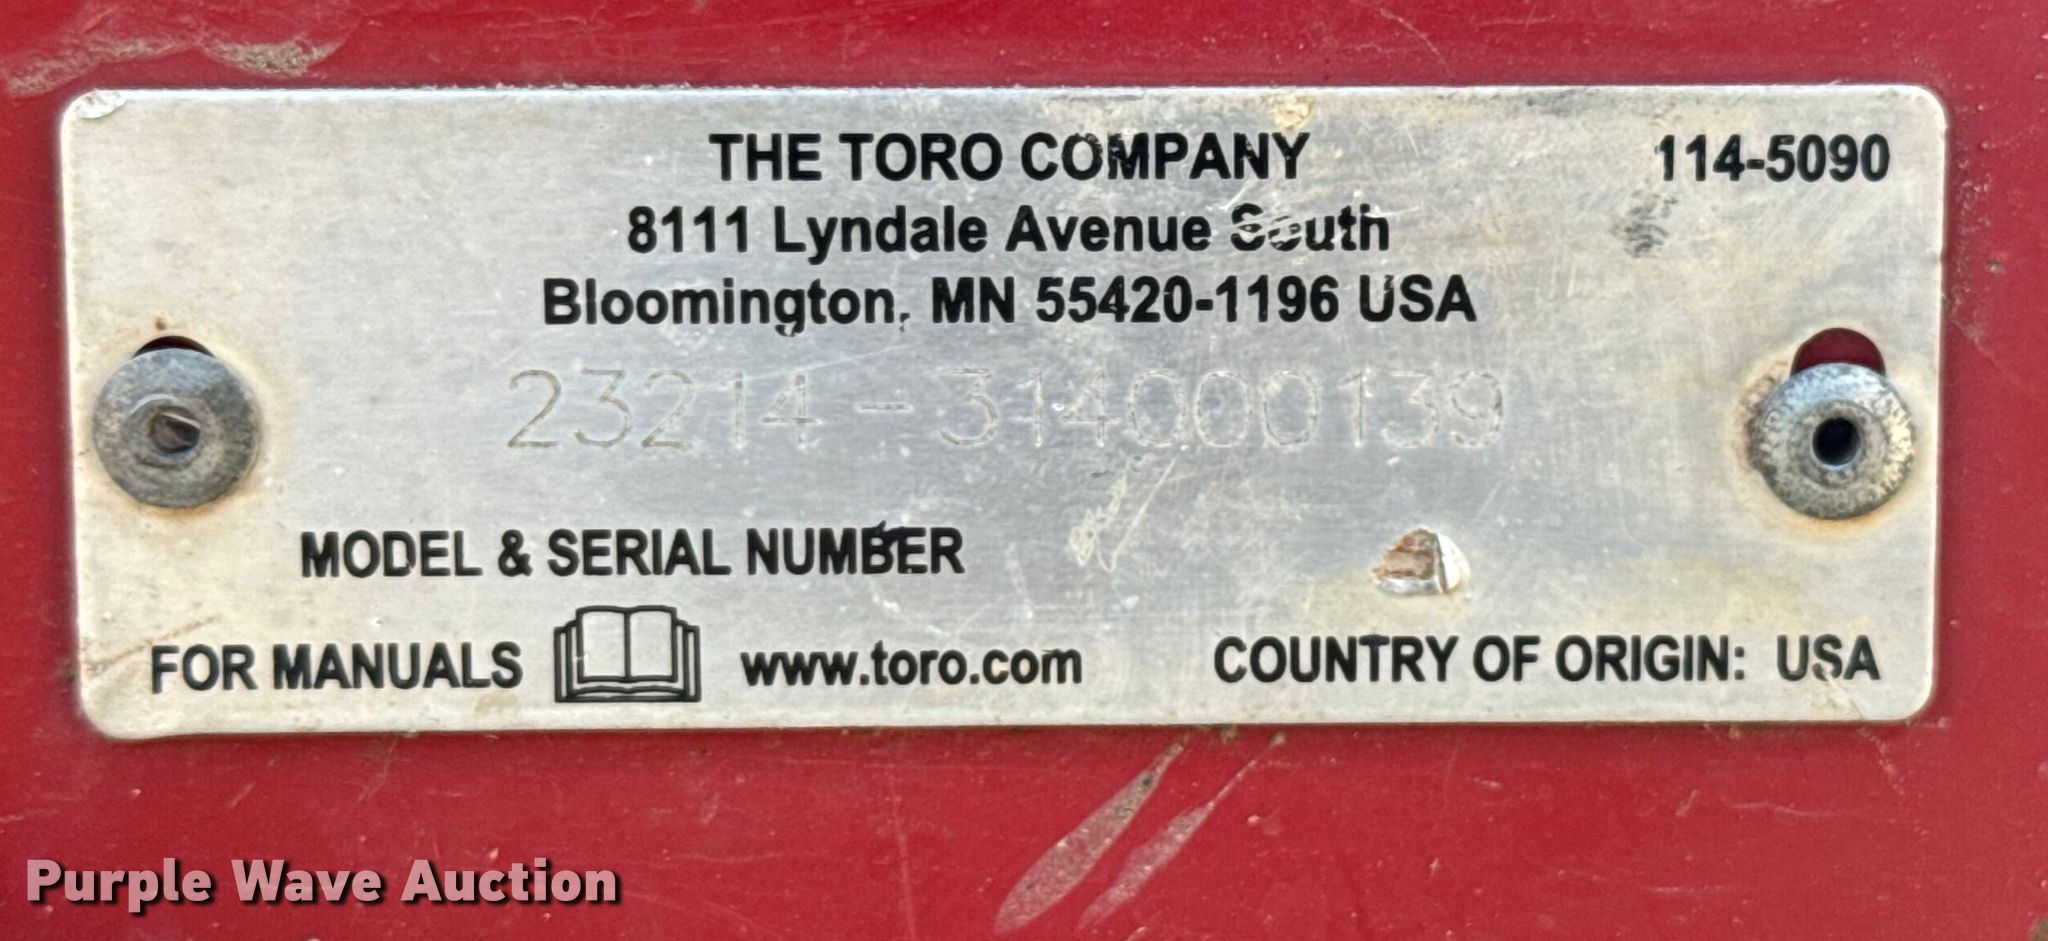 THE TORO COMPANY 114-5090
8111 Lyndale Avenue South
Bloomington, MN 55420-1196 USA
23214 - 314000139
MODEL & SERIAL NUMBER
FOR MANUALS www.toro.com COUNTRY OF ORIGIN: USA
Purple Wave Auction